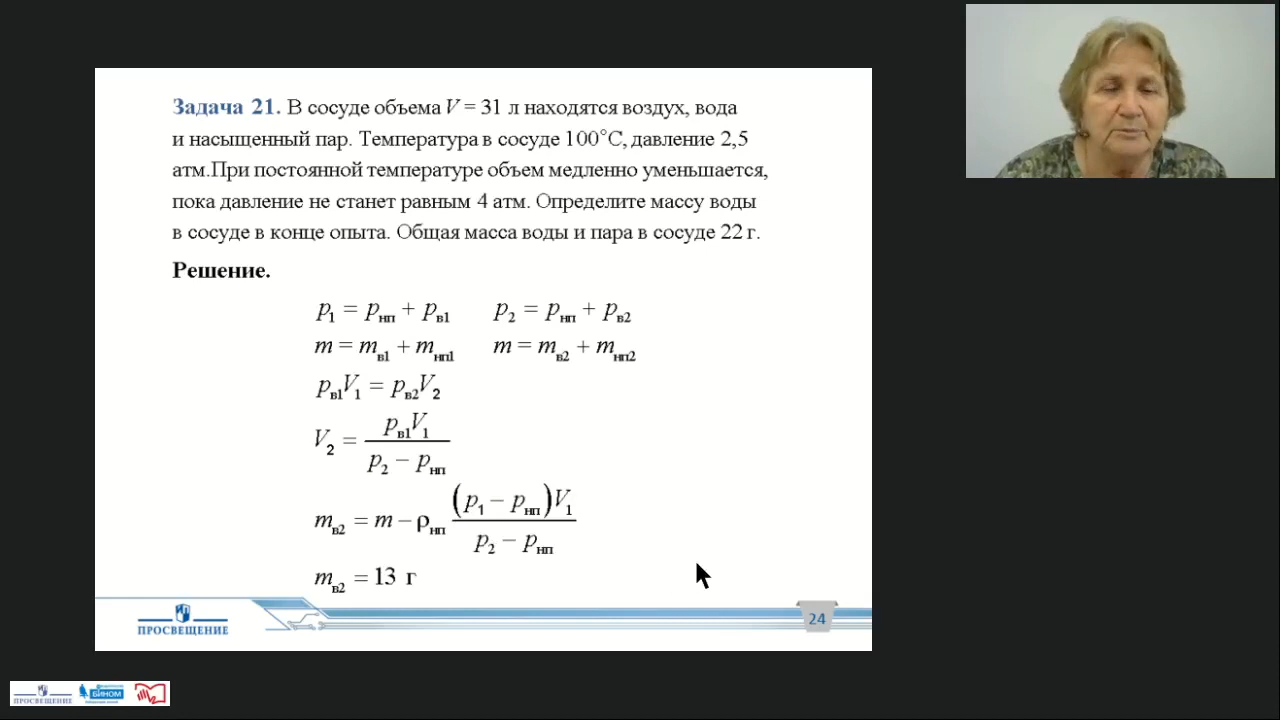 Задача 21. В сосуде объема V = 31 л находятся воздух, вода
и насыщенный пар. Температура в сосуде 100°С, давление 2,5
атм.При постоянной температуре объем медленно уменьшается,
пока давление не станет равным 4 атм. Определите массу воды
в сосуде в конце опыта. Общая масса воды и пара в сосуде 22 г.
Решение.
p₁ = pнп + pв1 p₂ = pнп + pв2
m = mв1 + mнп1 m = mв2 + mнп2
pв1V₁ = pв2V₂
V₂ = pв1V₁ / (p₂ − pнп)
mв2 = m − ρнп (p₁ − pнп)V₁ / (p₂ − pнп)
mв2 = 13 г
ПРОСВЕЩЕНИЕ
24
ПРОСВЕЩЕНИЕ
БИНОМ